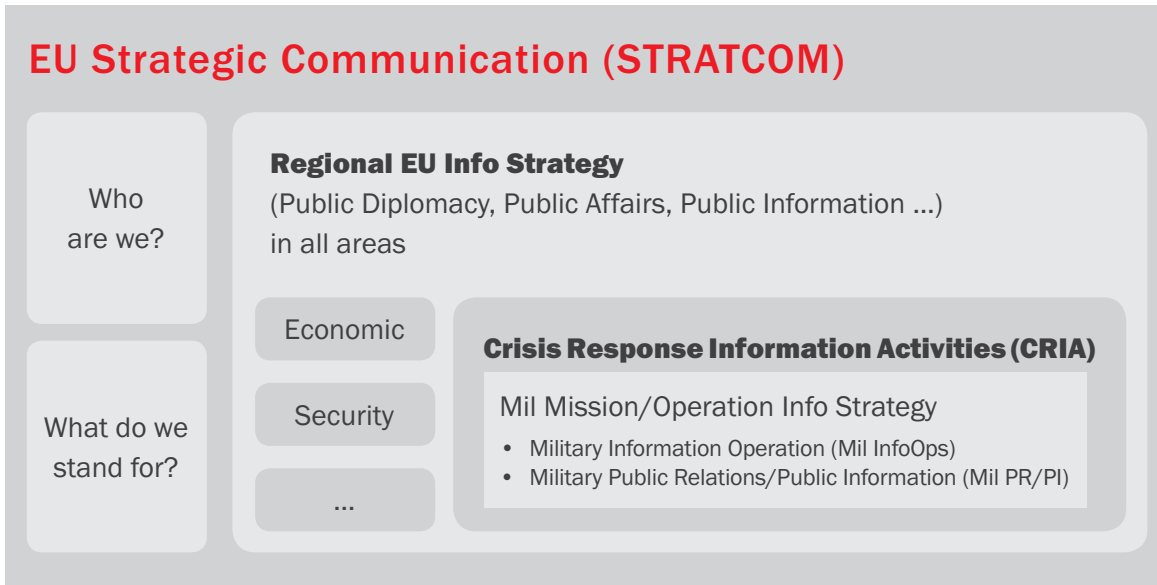 EU Strategic Communication (STRATCOM)
Who
are we?
What do we
stand for?
Regional EU Info Strategy
(Public Diplomacy, Public Affairs, Public Information ...)
in all areas
Economic
Security
...
Crisis Response Information Activities (CRIA)
Mil Mission/Operation Info Strategy
• Military Information Operation (Mil InfoOps)
• Military Public Relations/Public Information (Mil PR/PI)